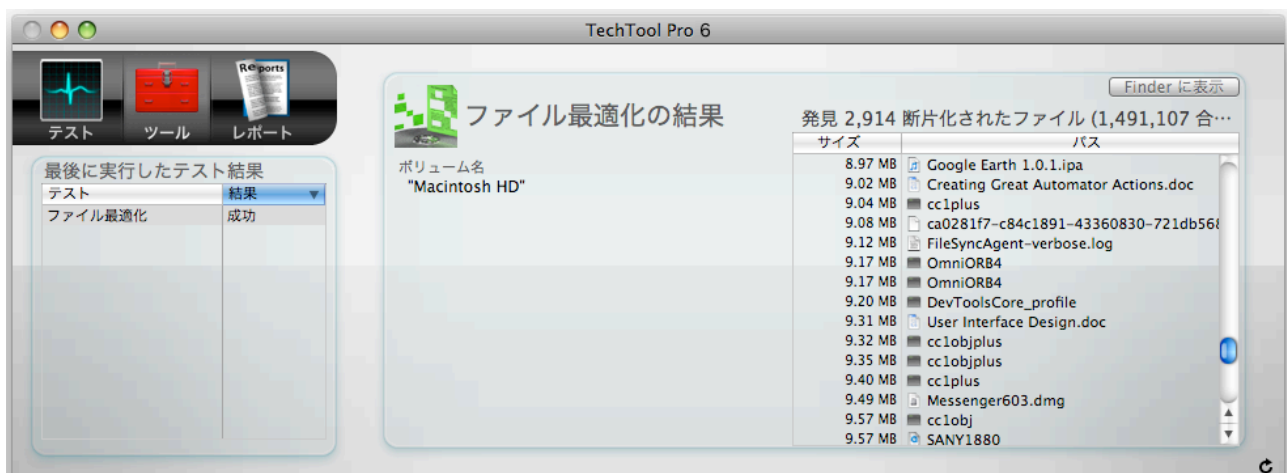 TechTool Pro 6
Reports
テスト ツール レポート
最後に実行したテスト結果
テスト 結果
ファイル最適化 成功
ファイル最適化の結果
ボリューム名
"Macintosh HD"
Finder に表示
発見 2,914 断片化されたファイル (1,491,107 合…
サイズ パス
8.97 MB Google Earth 1.0.1.ipa
9.02 MB Creating Great Automator Actions.doc
9.04 MB cc1plus
9.08 MB ca0281f7-c84c1891-43360830-721db568
9.12 MB FileSyncAgent-verbose.log
9.17 MB OmniORB4
9.17 MB OmniORB4
9.20 MB DevToolsCore_profile
9.31 MB User Interface Design.doc
9.32 MB cc1objplus
9.35 MB cc1objplus
9.40 MB cc1plus
9.49 MB Messenger603.dmg
9.57 MB cc1obj
9.57 MB SANY1880